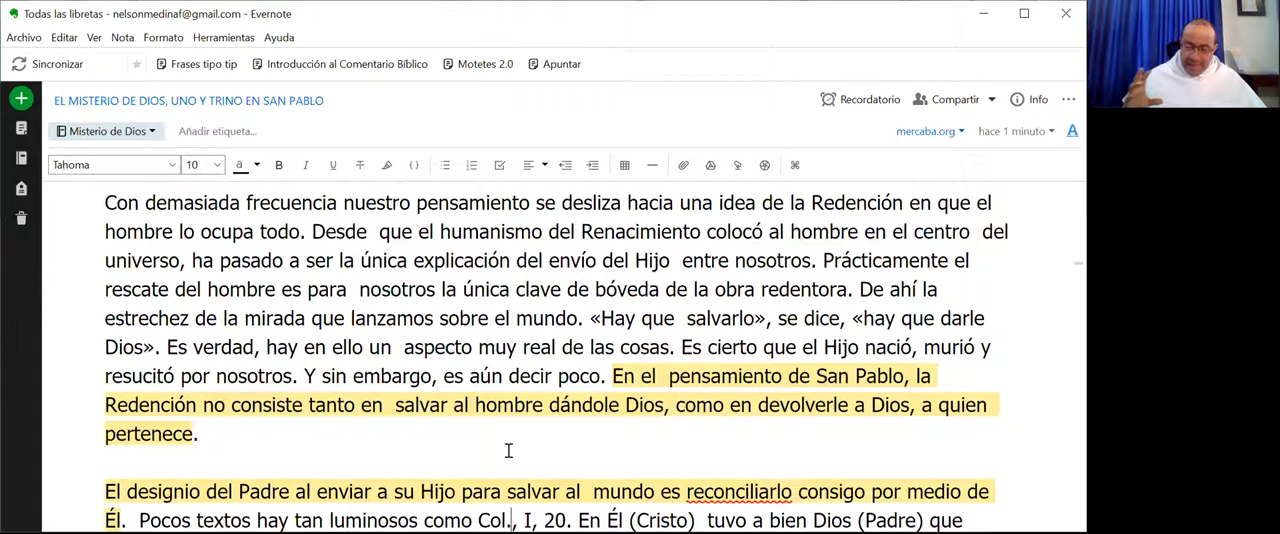 Todas las libretas - nelsonmedinaf@gmail.com - Evernote
Archivo Editar Ver Nota Formato Herramientas Ayuda
Sincronizar Frases tipo tip Introducción al Comentario Bíblico Motetes 2.0 Apuntar
EL MISTERIO DE DIOS, UNO Y TRINO EN SAN PABLO Recordatorio Compartir Info
Misterio de Dios Añadir etiqueta... mercaba.org hace 1 minuto A
Tahoma 10 a B I U T
Con demasiada frecuencia nuestro pensamiento se desliza hacia una idea de la Redención en que el
hombre lo ocupa todo. Desde que el humanismo del Renacimiento colocó al hombre en el centro del
universo, ha pasado a ser la única explicación del envío del Hijo entre nosotros. Prácticamente el
rescate del hombre es para nosotros la única clave de bóveda de la obra redentora. De ahí la
estrechez de la mirada que lanzamos sobre el mundo. «Hay que salvarlo», se dice, «hay que darle
Dios». Es verdad, hay en ello un aspecto muy real de las cosas. Es cierto que el Hijo nació, murió y
resucitó por nosotros. Y sin embargo, es aún decir poco. En el pensamiento de San Pablo, la
Redención no consiste tanto en salvar al hombre dándole Dios, como en devolverle a Dios, a quien
pertenece.
El designio del Padre al enviar a su Hijo para salvar al mundo es reconciliarlo consigo por medio de
Él. Pocos textos hay tan luminosos como Col., I, 20. En Él (Cristo) tuvo a bien Dios (Padre) que